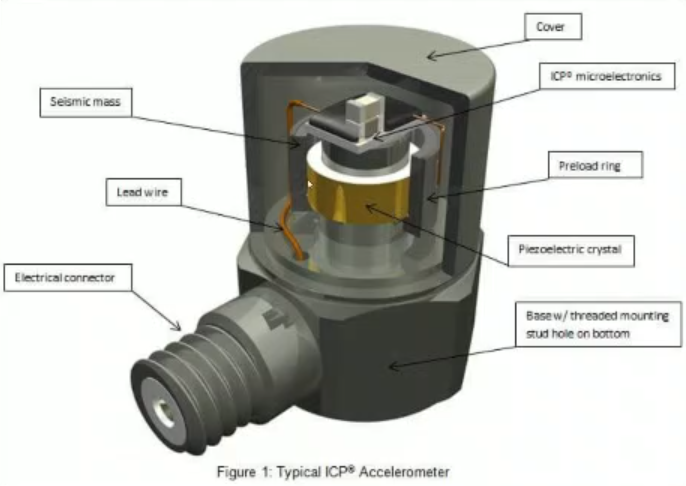 Cover
ICP® microelectronics
Seismic mass
Preload ring
Lead wire
Piezoelectric crystal
Electrical connector
Base w/ threaded mounting
stud hole on bottom
Figure 1: Typical ICP® Accelerometer